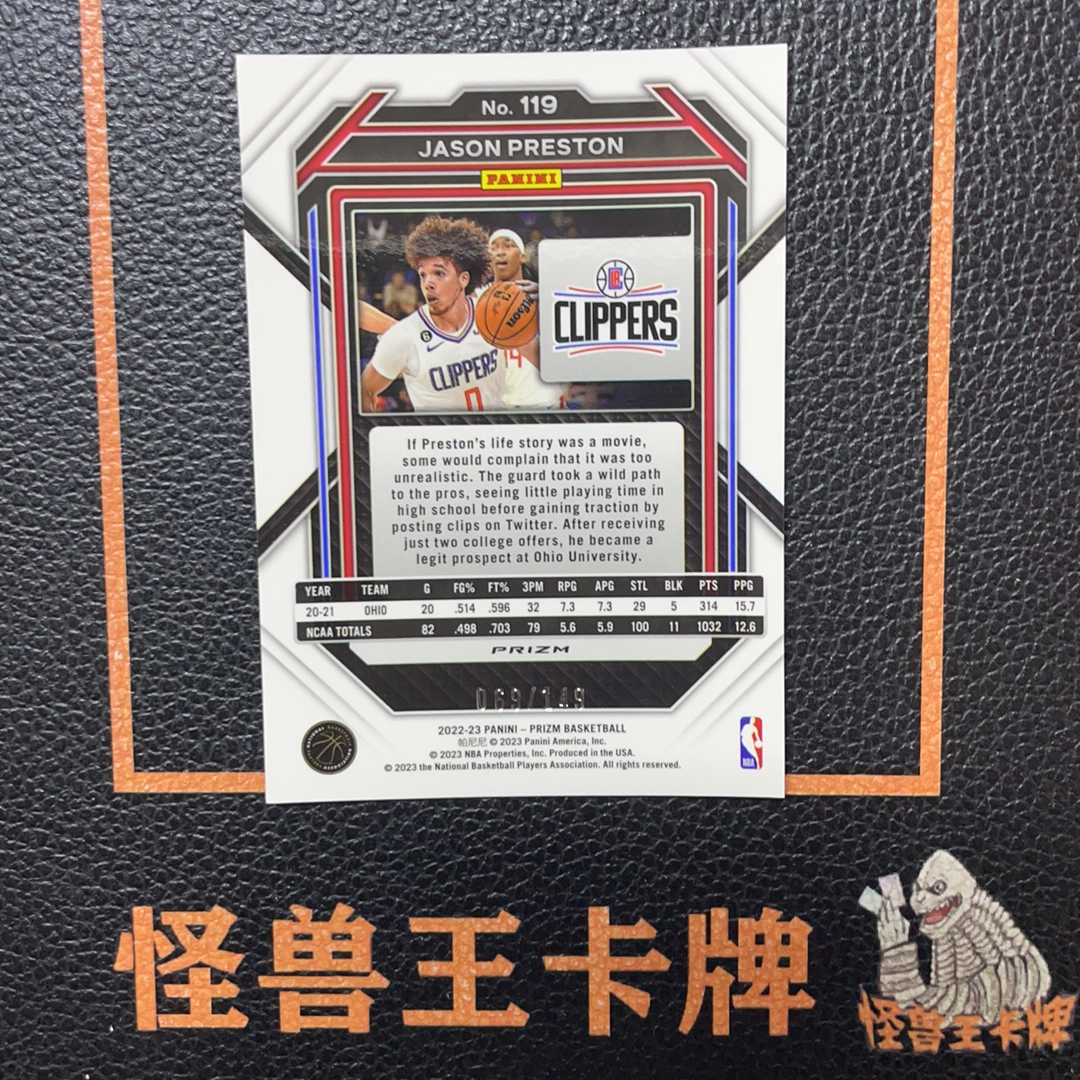 No. 119
JASON PRESTON
PANINI
CLIPPERS
6
CLIPPERS
0
14
Wilson
If Preston's life story was a movie,
some would complain that it was too
unrealistic. The guard took a wild path
to the pros, seeing little playing time in
high school before gaining traction by
posting clips on Twitter. After receiving
just two college offers, he became a
legit prospect at Ohio University.
YEAR TEAM G FG% FT% 3PM RPG APG STL BLK PTS PPG
20-21 OHIO 20 .514 .596 32 7.3 7.3 29 5 314 15.7
NCAA TOTALS 82 .498 .703 79 5.6 5.9 100 11 1032 12.6
PRIZM
069/149
2022-23 PANINI – PRIZM BASKETBALL
帕尼尼 © 2023 Panini America, Inc.
© 2023 NBA Properties, Inc. Produced in the USA.
© 2023 the National Basketball Players Association. All rights reserved.
NBA
怪兽王卡牌
怪兽王卡牌